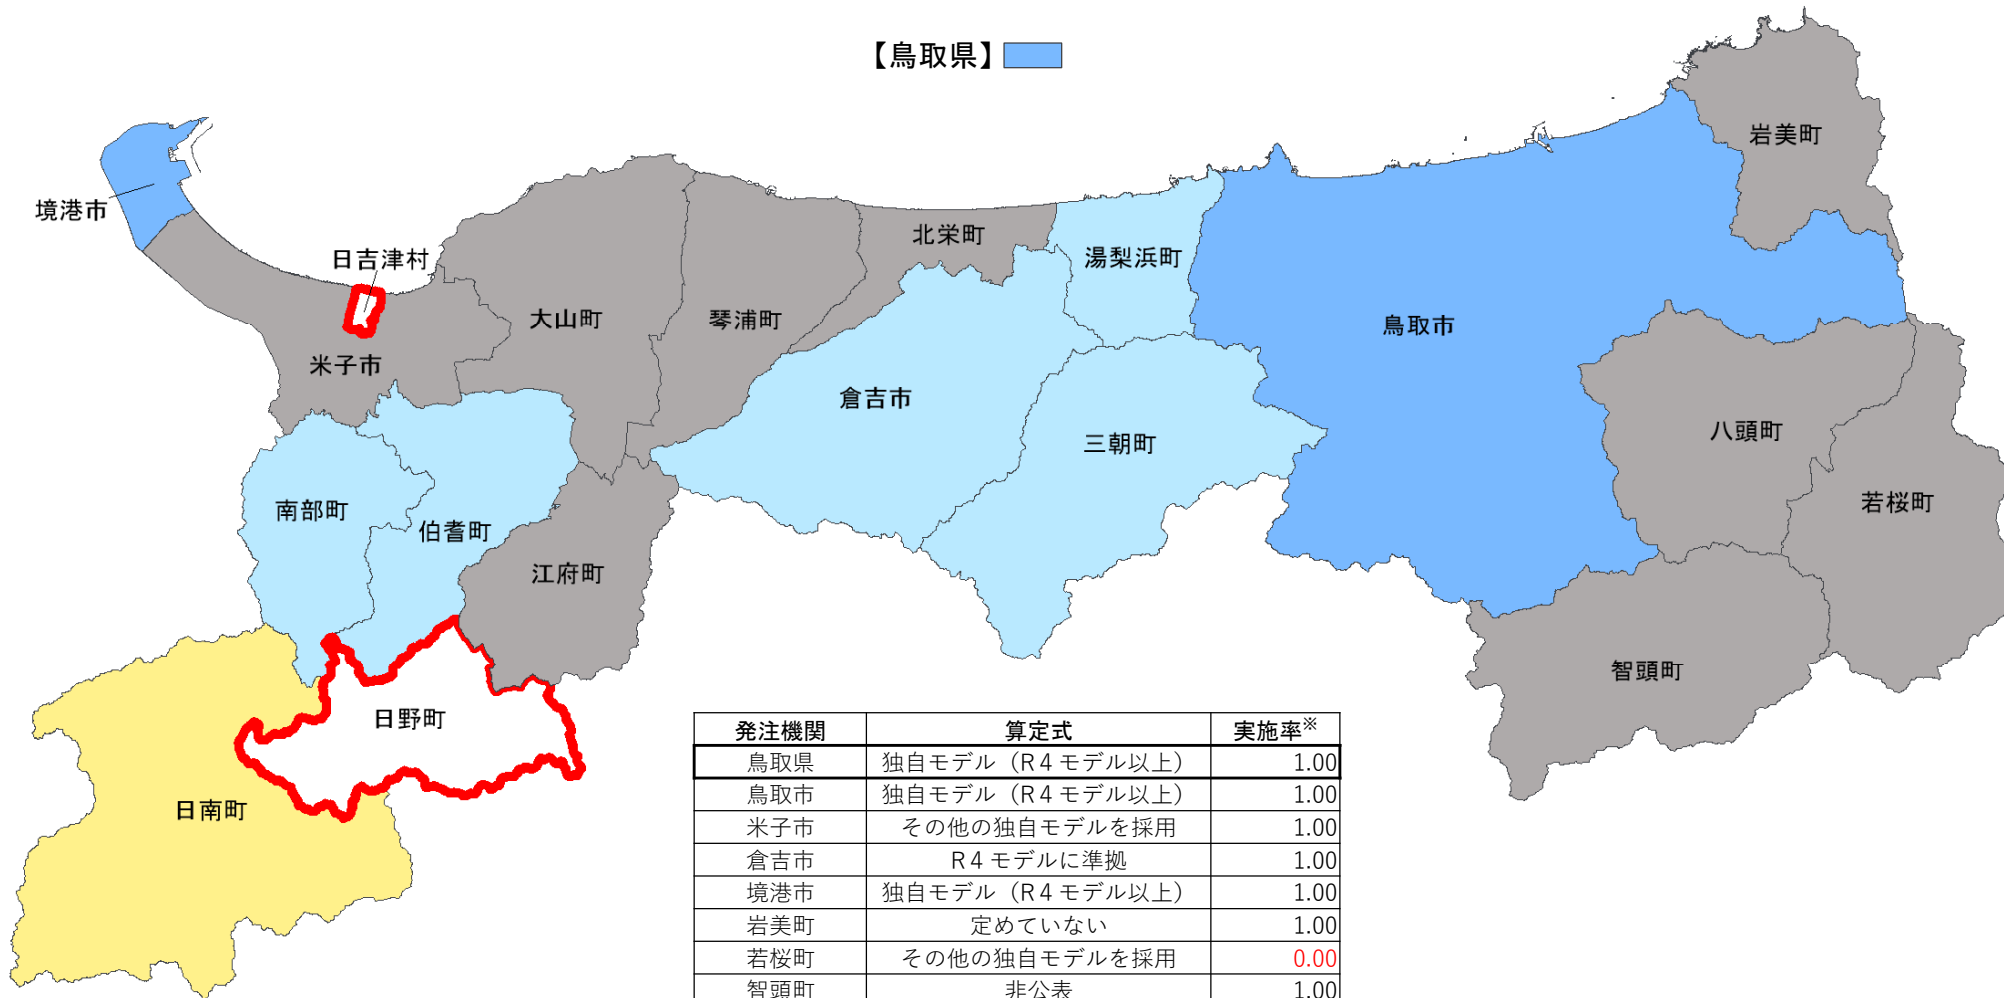 【鳥取県】
岩美町
境港市
北栄町
湯梨浜町
日吉津村
大山町
琴浦町
鳥取市
米子市
倉吉市
八頭町
三朝町
南部町
伯耆町
若桜町
江府町
智頭町
日野町
日南町
発注機関 算定式 実施率※
鳥取県 独自モデル（R４モデル以上） 1.00
鳥取市 独自モデル（R４モデル以上） 1.00
米子市 その他の独自モデルを採用 1.00
倉吉市 R４モデルに準拠 1.00
境港市 独自モデル（R４モデル以上） 1.00
岩美町 定めていない 1.00
若桜町 その他の独自モデルを採用 0.00
智頭町 非公表 1.00